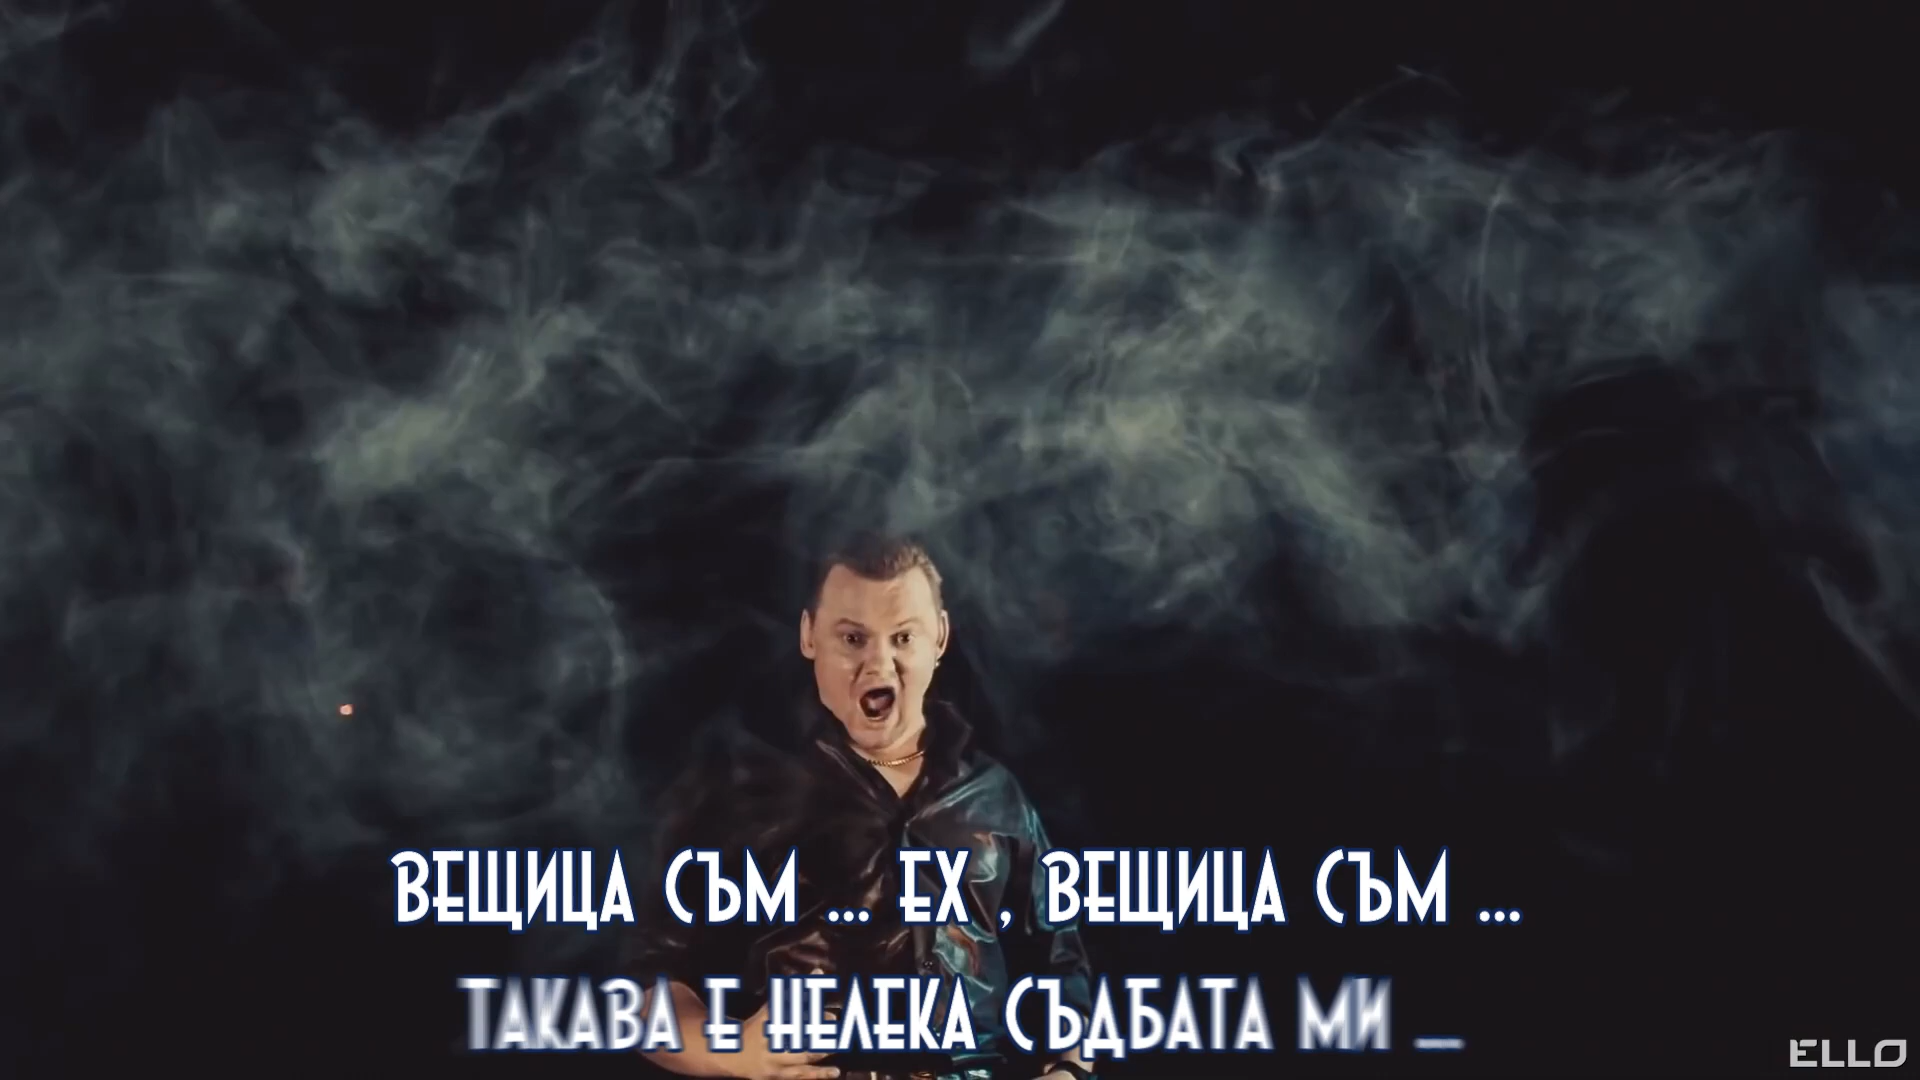 ВЕЩИЦА СЪМ ... ЕХ , ВЕЩИЦА СЪМ ...
ТАКАВА Е НЕЛЕКА СЪДБАТА МИ ...
ELLO